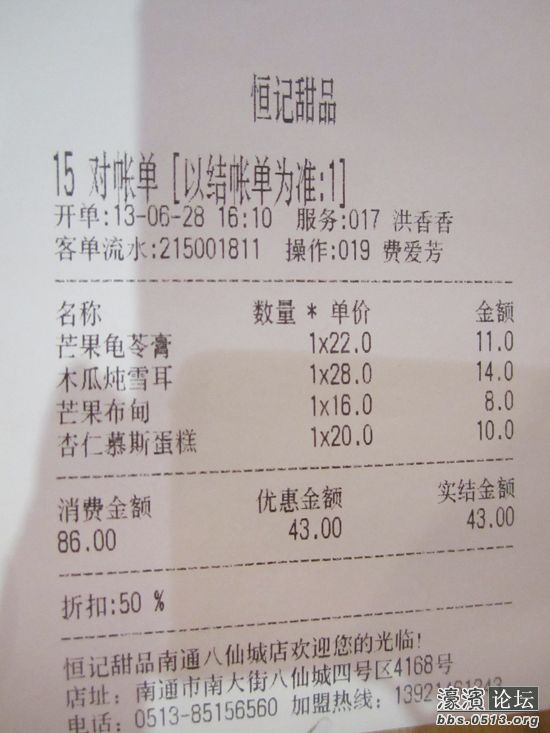 恒记甜品
15 对帐单 [以结帐单为准:1]
开单:13-06-28 16:10 服务:017 洪香香
客单流水:215001811 操作:019 费爱芳
名称 数量 * 单价 金额
芒果龟苓膏 1x22.0 11.0
木瓜炖雪耳 1x28.0 14.0
芒果布甸 1x16.0 8.0
杏仁慕斯蛋糕 1x20.0 10.0
消费金额 优惠金额 实结金额
86.00 43.00 43.00
折扣:50 %
恒记甜品南通八仙城店欢迎您的光临!
店址: 南通市南大街八仙城四号区4168号
电话: 0513-85156560 加盟热线:
濠滨 论坛
bbs.0513.org